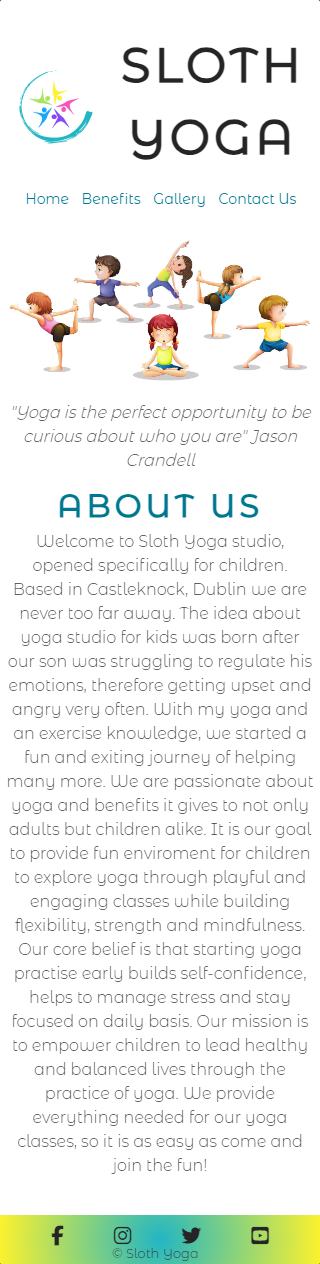 SLOTH
YOGA
Home Benefits Gallery Contact Us
"Yoga is the perfect opportunity to be
curious about who you are" Jason
Crandell
ABOUT US
Welcome to Sloth Yoga studio,
opened specifically for children.
Based in Castleknock, Dublin we are
never too far away. The idea about
yoga studio for kids was born after
our son was struggling to regulate his
emotions, therefore getting upset and
angry very often. With my yoga and
an exercise knowledge, we started a
fun and exiting journey of helping
many more. We are passionate about
yoga and benefits it gives to not only
adults but children alike. It is our goal
to provide fun enviroment for children
to explore yoga through playful and
engaging classes while building
flexibility, strength and mindfulness.
Our core belief is that starting yoga
practise early builds self-confidence,
helps to manage stress and stay
focused on daily basis. Our mission is
to empower children to lead healthy
and balanced lives through the
practice of yoga. We provide
everything needed for our yoga
classes, so it is as easy as come and
join the fun!
© Sloth Yoga